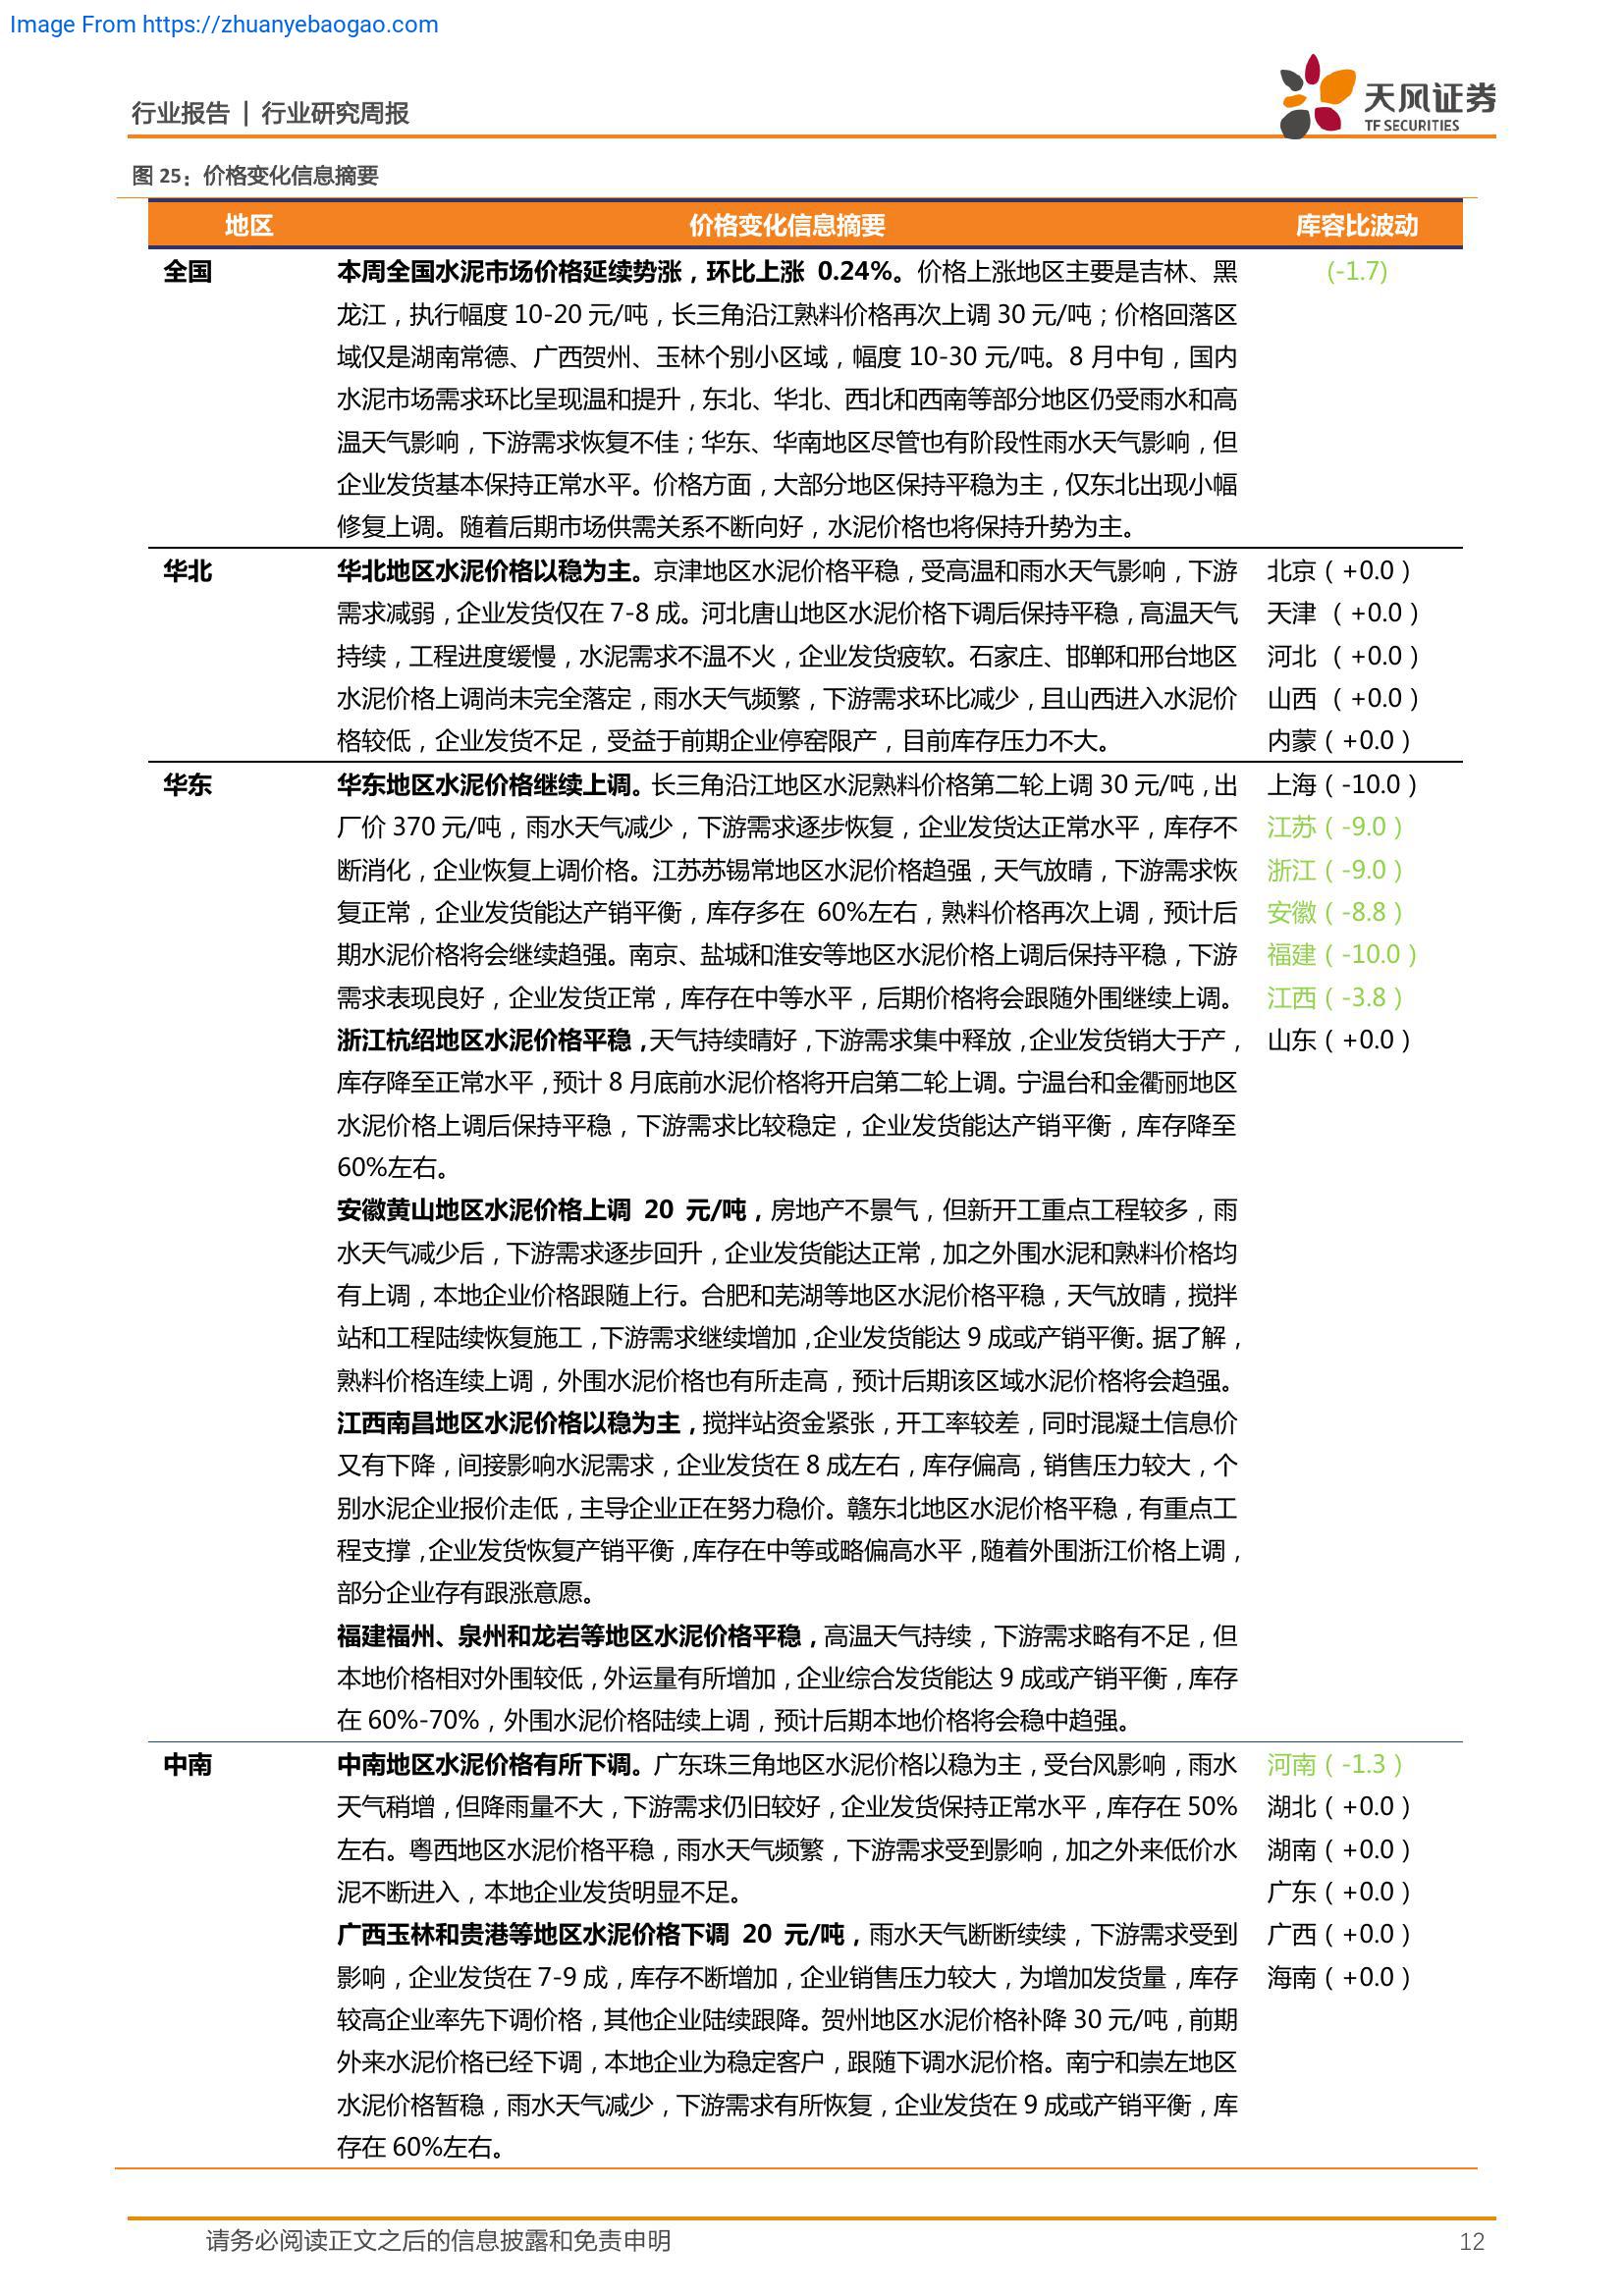 Image From https://zhuanyebaogao.com
行业报告 | 行业研究周报
天风证券
TF SECURITIES
图 25：价格变化信息摘要
地区 价格变化信息摘要 库容比波动
全国 本周全国水泥市场价格延续势涨，环比上涨 0.24%。价格上涨地区主要是吉林、黑 (-1.7)
龙江，执行幅度 10-20 元/吨，长三角沿江熟料价格再次上调 30 元/吨；价格回落区
域仅是湖南常德、广西贺州、玉林个别小区域，幅度 10-30 元/吨。8 月中旬，国内
水泥市场需求环比呈现温和提升，东北、华北、西北和西南等部分地区仍受雨水和高
温天气影响，下游需求恢复不佳；华东、华南地区尽管也有阶段性雨水天气影响，但
企业发货基本保持正常水平。价格方面，大部分地区保持平稳为主，仅东北出现小幅
修复上调。随着后期市场供需关系不断向好，水泥价格也将保持升势为主。
华北 华北地区水泥价格以稳为主。京津地区水泥价格平稳，受高温和雨水天气影响，下游 北京（+0.0）
需求减弱，企业发货仅在 7-8 成。河北唐山地区水泥价格下调后保持平稳，高温天气 天津 （+0.0）
持续，工程进度缓慢，水泥需求不温不火，企业发货疲软。石家庄、邯郸和邢台地区 河北 （+0.0）
水泥价格上调尚未完全落定，雨水天气频繁，下游需求环比减少，且山西进入水泥价 山西 （+0.0）
格较低，企业发货不足，受益于前期企业停窑限产，目前库存压力不大。 内蒙（+0.0）
华东 华东地区水泥价格继续上调。长三角沿江地区水泥熟料价格第二轮上调 30 元/吨，出 上海（-10.0）
厂价 370 元/吨，雨水天气减少，下游需求逐步恢复，企业发货达正常水平，库存不 江苏（-9.0）
断消化，企业恢复上调价格。江苏苏锡常地区水泥价格趋强，天气放晴，下游需求恢 浙江（-9.0）
复正常，企业发货能达产销平衡，库存多在 60%左右，熟料价格再次上调，预计后 安徽（-8.8）
期水泥价格将会继续趋强。南京、盐城和淮安等地区水泥价格上调后保持平稳，下游 福建（-10.0）
需求表现良好，企业发货正常，库存在中等水平，后期价格将会跟随外围继续上调。 江西（-3.8）
浙江杭绍地区水泥价格平稳，天气持续晴好，下游需求集中释放，企业发货销大于产， 山东（+0.0）
库存降至正常水平，预计 8 月底前水泥价格将开启第二轮上调。宁温台和金衢丽地区
水泥价格上调后保持平稳，下游需求比较稳定，企业发货能达产销平衡，库存降至
60%左右。
安徽黄山地区水泥价格上调 20 元/吨，房地产不景气，但新开工重点工程较多，雨
水天气减少后，下游需求逐步回升，企业发货能达正常，加之外围水泥和熟料价格均
有上调，本地企业价格跟随上行。合肥和芜湖等地区水泥价格平稳，天气放晴，搅拌
站和工程陆续恢复施工，下游需求继续增加，企业发货能达 9 成或产销平衡。据了解，
熟料价格连续上调，外围水泥价格也有所走高，预计后期该区域水泥价格将会趋强。
江西南昌地区水泥价格以稳为主，搅拌站资金紧张，开工率较差，同时混凝土信息价
又有下降，间接影响水泥需求，企业发货在 8 成左右，库存偏高，销售压力较大，个
别水泥企业报价走低，主导企业正在努力稳价。赣东北地区水泥价格平稳，有重点工
程支撑，企业发货恢复产销平衡，库存在中等或略偏高水平，随着外围浙江价格上调，
部分企业存有跟涨意愿。
福建福州、泉州和龙岩等地区水泥价格平稳，高温天气持续，下游需求略有不足，但
本地价格相对外围较低，外运量有所增加，企业综合发货能达 9 成或产销平衡，库存
在 60%-70%，外围水泥价格陆续上调，预计后期本地价格将会稳中趋强。
中南 中南地区水泥价格有所下调。广东珠三角地区水泥价格以稳为主，受台风影响，雨水 河南（-1.3）
天气稍增，但降雨量不大，下游需求仍旧较好，企业发货保持正常水平，库存在 50% 湖北（+0.0）
左右。粤西地区水泥价格平稳，雨水天气频繁，下游需求受到影响，加之外来低价水 湖南（+0.0）
泥不断进入，本地企业发货明显不足。 广东（+0.0）
广西玉林和贵港等地区水泥价格下调 20 元/吨，雨水天气断断续续，下游需求受到 广西（+0.0）
影响，企业发货在 7-9 成，库存不断增加，企业销售压力较大，为增加发货量，库存 海南（+0.0）
较高企业率先下调价格，其他企业陆续跟降。贺州地区水泥价格补降 30 元/吨，前期
外来水泥价格已经下调，本地企业为稳定客户，跟随下调水泥价格。南宁和崇左地区
水泥价格暂稳，雨水天气减少，下游需求有所恢复，企业发货在 9 成或产销平衡，库
存在 60%左右。
请务必阅读正文之后的信息披露和免责申明 12